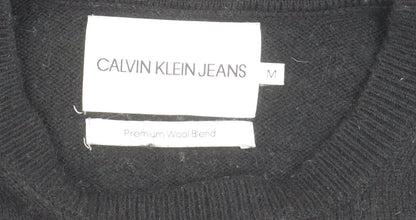 CALVIN KLEIN JEANS M
Premium Wool Blend